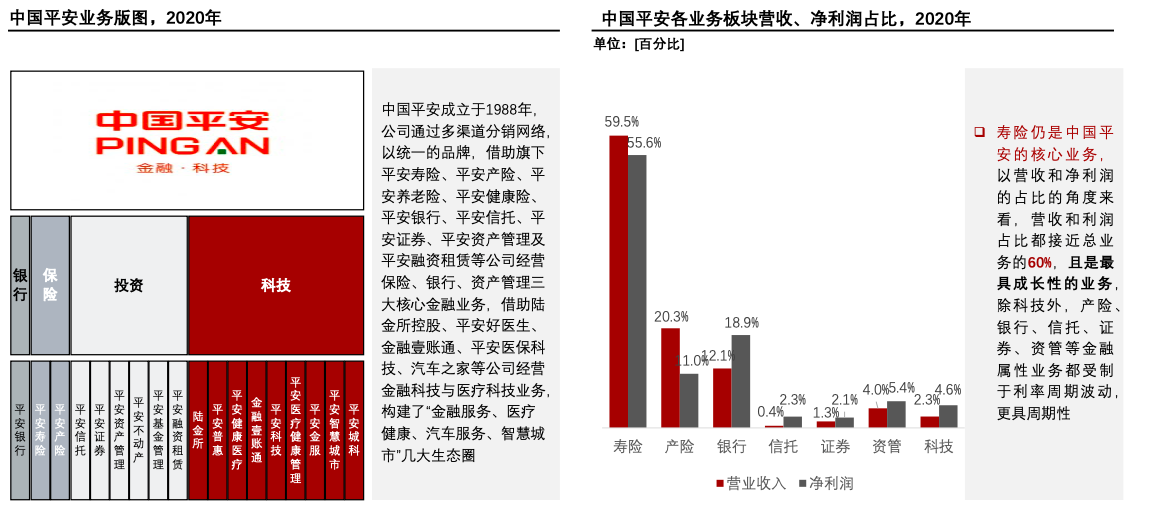 中国平安业务版图，2020年
中国平安
PING AN
金融·科技
银行
保险
投资
科技
平安银行
平安寿险
平安产险
平安信托
平安证券
平安资产管理
平安不动产
平安基金管理
平安融资租赁
陆金所
平安普惠
平安健康医疗
金融壹账通
平安科技
平安医疗健康管理
平安金服
平安智慧城市
平安城科
中国平安成立于1988年，
公司通过多渠道分销网络，
以统一的品牌，借助旗下
平安寿险、平安产险、平
安养老险、平安健康险、
平安银行、平安信托、平
安证券、平安资产管理及
平安融资租赁等公司经营
保险、银行、资产管理三
大核心金融业务，借助陆
金所控股、平安好医生、
金融壹账通、平安医保科
技、汽车之家等公司经营
金融科技与医疗科技业务，
构建了“金融服务、医疗
健康、汽车服务、智慧城
市”几大生态圈
中国平安各业务板块营收、净利润占比，2020年
单位：[百分比]
59.5%
55.6%
20.3%
11.0%
12.1%
18.9%
0.4%
2.3%
1.3%
2.1%
4.0%
5.4%
2.3%
4.6%
寿险
产险
银行
信托
证券
资管
科技
营业收入
净利润
寿险仍是中国平
安的核心业务，
以营收和净利润
的占比的角度来
看，营收和利润
占比都接近总业
务的60%，且是最
具成长性的业务，
除科技外，产险、
银行、信托、证
券、资管等金融
属性业务都受制
于利率周期波动，
更具周期性